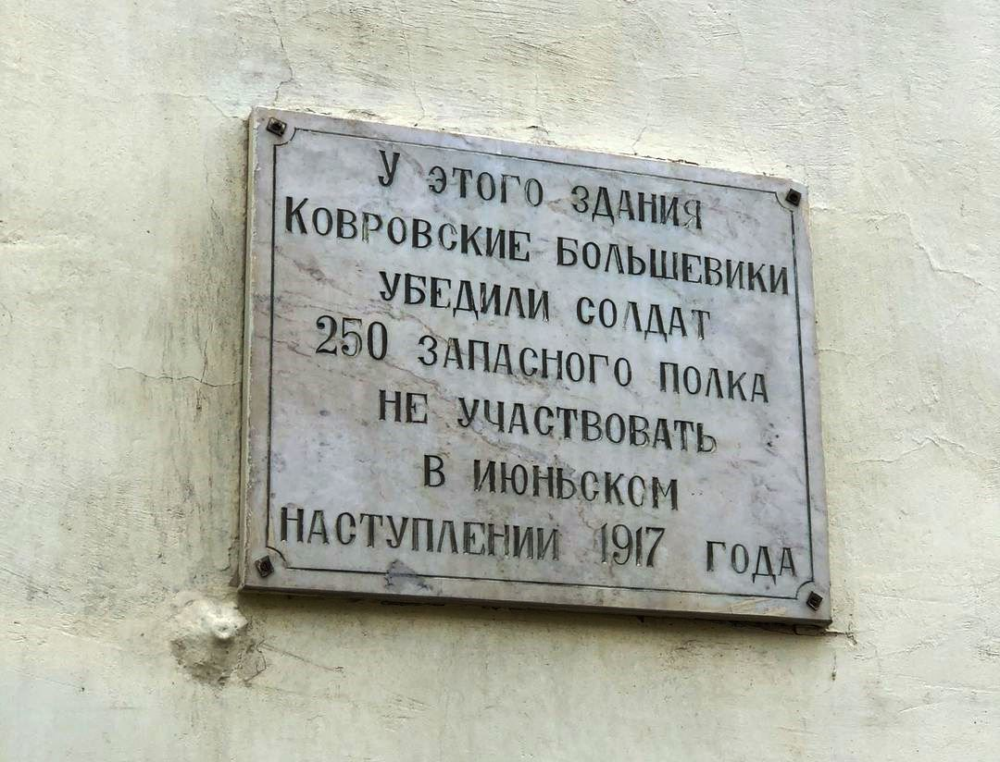 У ЭТОГО ЗДАНИЯ
КОВРОВСКИЕ БОЛЬШЕВИКИ
УБЕДИЛИ СОЛДАТ
250 ЗАПАСНОГО ПОЛКА
НЕ УЧАСТВОВАТЬ
В ИЮНЬСКОМ
НАСТУПЛЕНИИ 1917 ГОДА